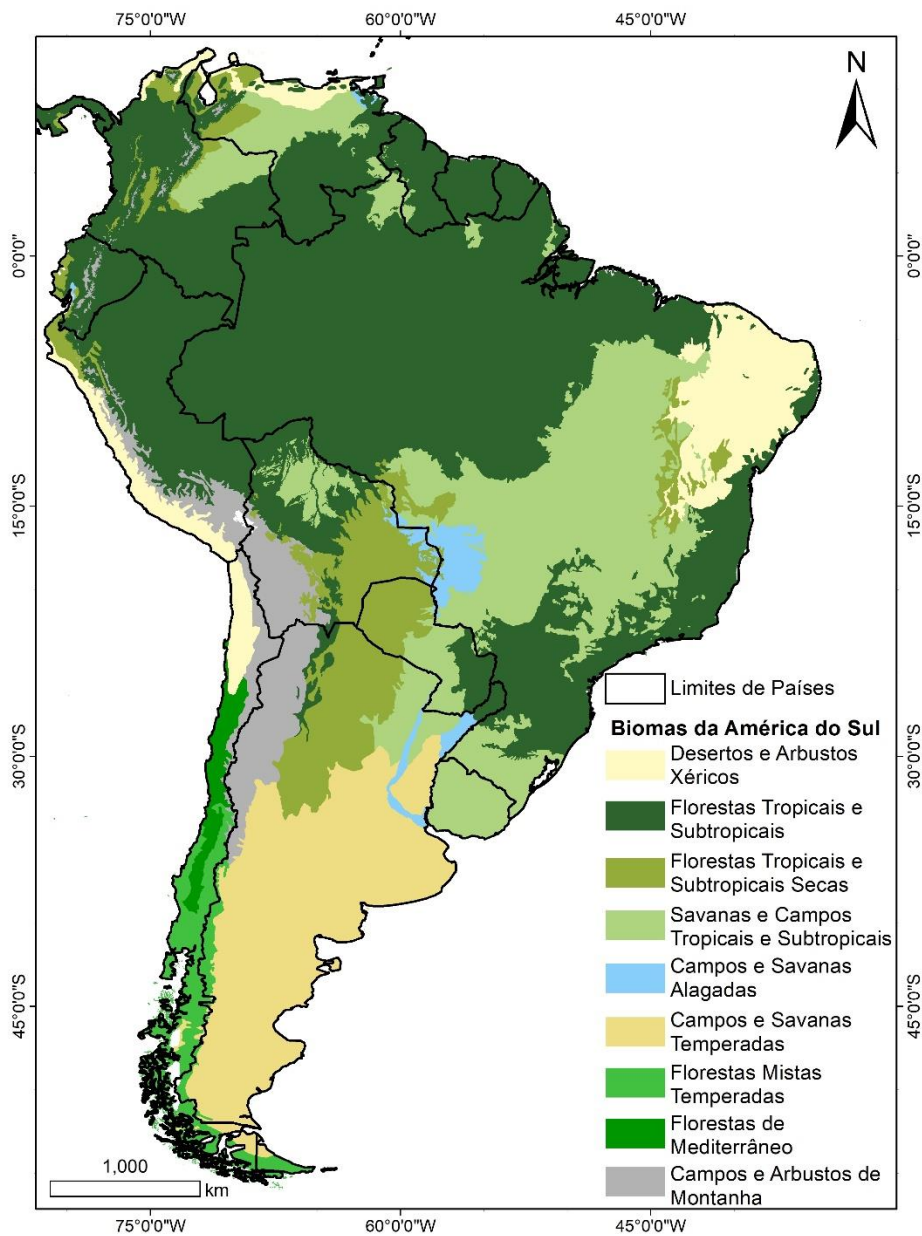 75°0'0"W
60°0'0"W
45°0'0"W
N
0°0'0"
0°0'0"
15°0'0"S
15°0'0"S
30°0'0"S
30°0'0"S
45°0'0"S
45°0'0"S
Limites de Países
Biomas da América do Sul
Desertos e Arbustos
Xéricos
Florestas Tropicais e
Subtropicais
Florestas Tropicais e
Subtropicais Secas
Savanas e Campos
Tropicais e Subtropicais
Campos e Savanas
Alagadas
Campos e Savanas
Temperadas
Florestas Mistas
Temperadas
Florestas de
Mediterrâneo
Campos e Arbustos de
Montanha
1,000
km
75°0'0"W
60°0'0"W
45°0'0"W